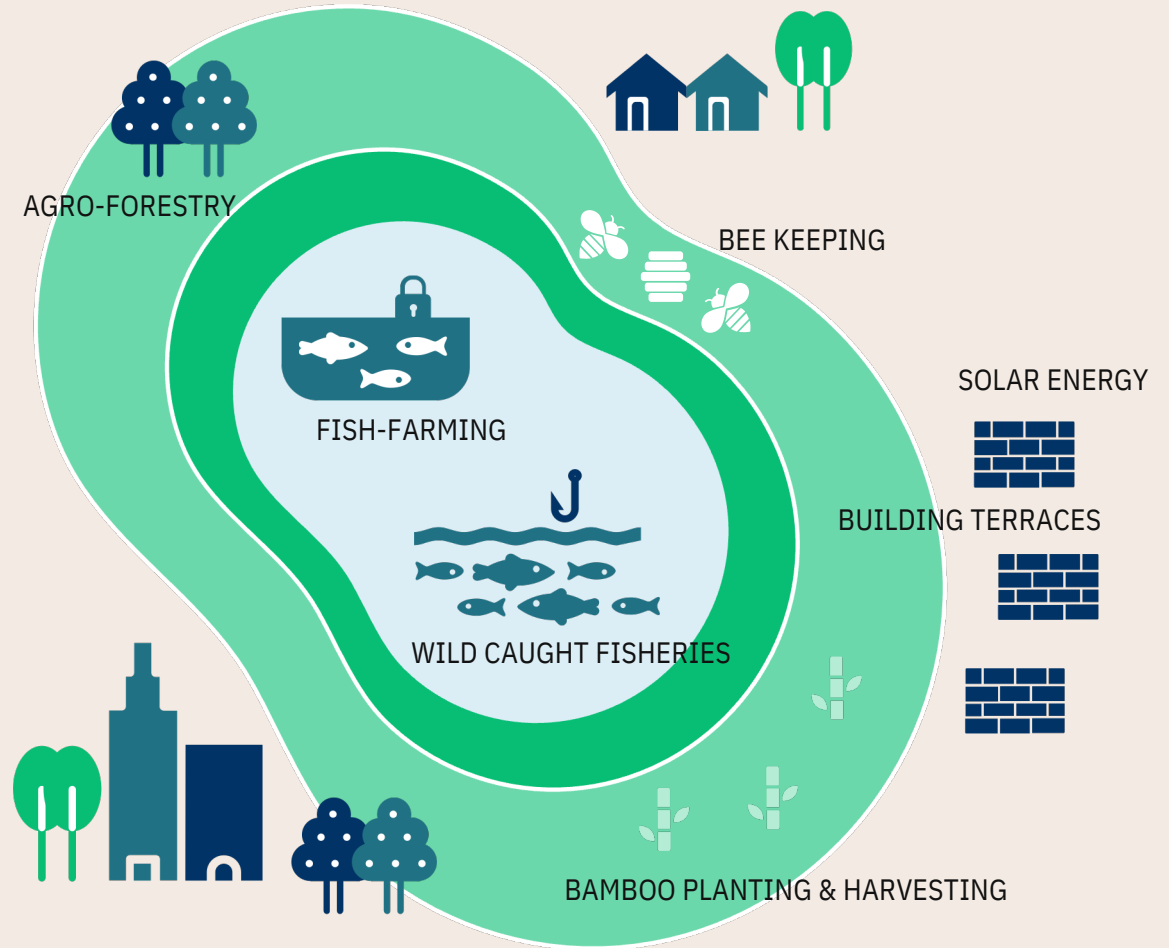 AGRO-FORESTRY
BEE KEEPING
SOLAR ENERGY
FISH-FARMING
BUILDING TERRACES
WILD CAUGHT FISHERIES
BAMBOO PLANTING & HARVESTING